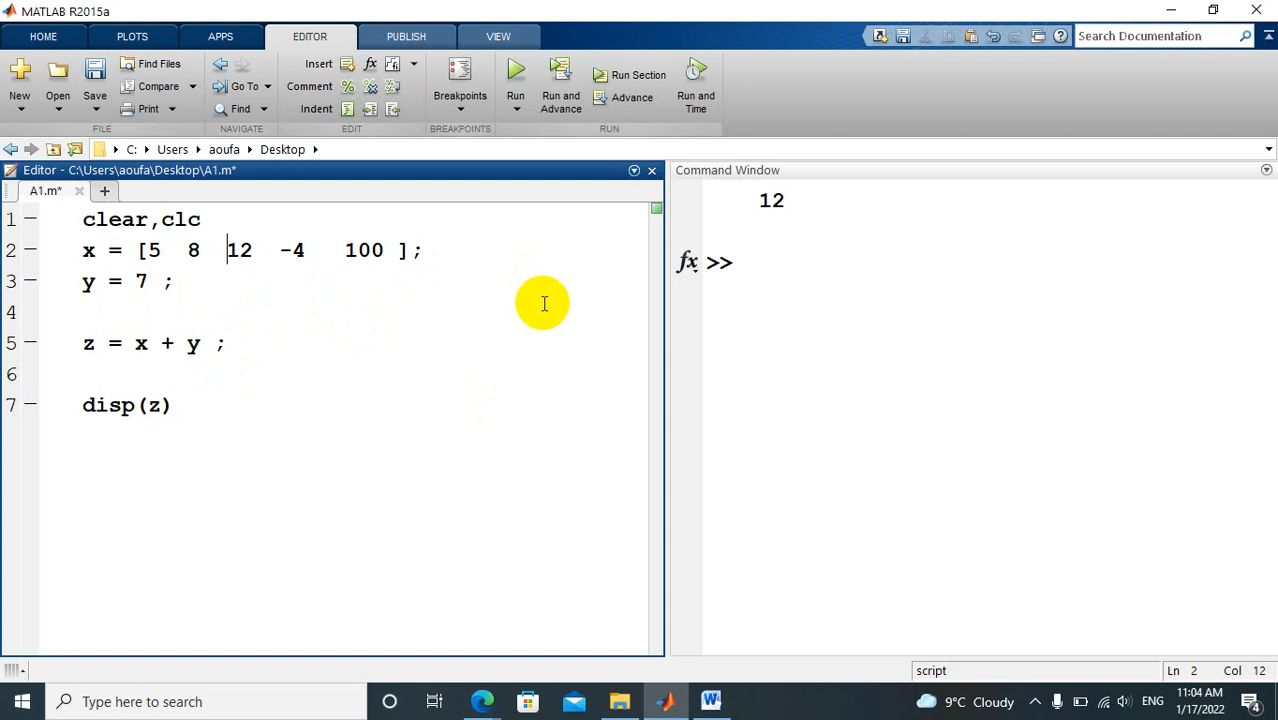 MATLAB R2015a
HOME PLOTS APPS EDITOR PUBLISH VIEW Search Documentation
New Open Save Find Files Compare Print
Go To Find
Insert fx Comment Indent
Breakpoints
Run Run and Advance Run Section Advance Run and Time
FILE NAVIGATE EDIT BREAKPOINTS RUN
C: Users aoufa Desktop
Editor - C:\Users\aoufa\Desktop\A1.m*
Command Window
A1.m*
1 clear,clc
2 x = [5 8 12 -4 100 ];
3 y = 7 ;
4
5 z = x + y ;
6
7 disp(z)
12
fx >>
script Ln 2 Col 12
Type here to search
W
9°C Cloudy ENG 11:04 AM 1/17/2022 4